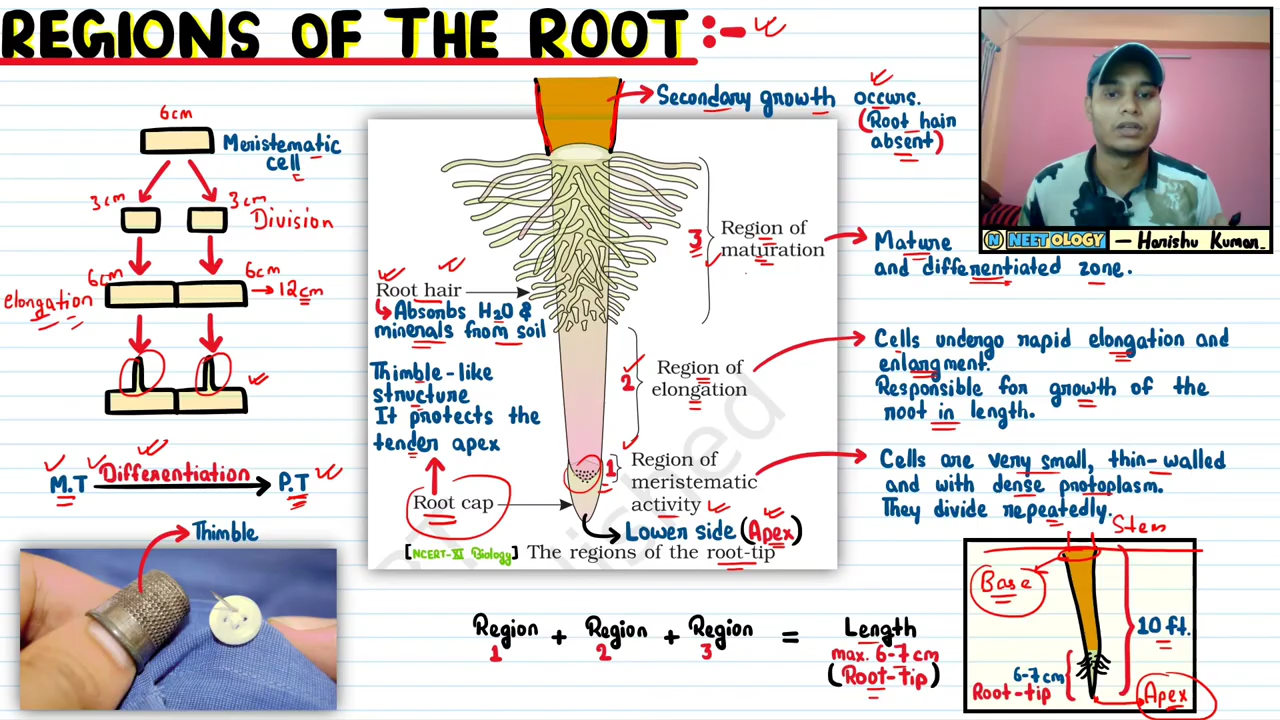 REGIONS OF THE ROOT :-
6cm
Meristematic
cell
3cm
3cm
Division
6cm
6cm
elongation
→12cm
M.T
Differentiation
P.T
Thimble
Secondary growth occurs.
(Root hair
absent)
3
Region of
maturation
Mature
and differentiated zone.
Root hair
Absorbs H2O &
minerals from soil
Thimble-like
structure
It protects the
tender apex
Root cap
2
Region of
elongation
Cells undergo rapid elongation and
enlargment.
Responsible for growth of the
root in length.
1
Region of
meristematic
activity
Cells are very small, thin-walled
and with dense protoplasm.
They divide repeatedly.
Lower side (Apex)
[NCERT-XI Biology] The regions of the root-tip
Region + Region + Region = Length
1 2 3 max. 6-7cm
(Root-tip)
N NEETOLOGY – Harishu Kumar
Stem
Base
10 ft.
6-7cm
Root-tip
Apex